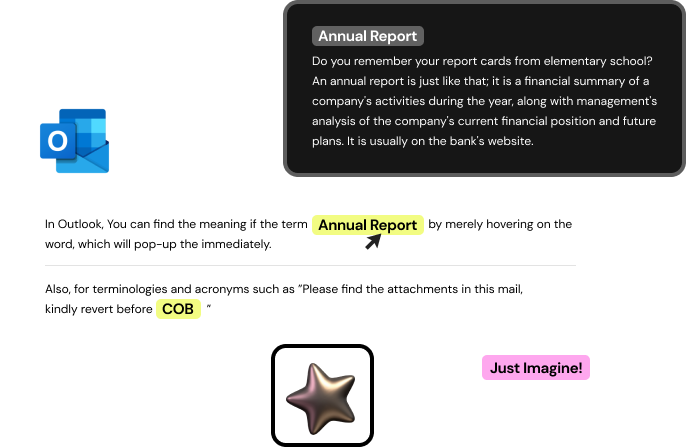 Annual Report
Do you remember your report cards from elementary school?
An annual report is just like that; it is a financial summary of a
company's activities during the year, along with management's
analysis of the company's current financial position and future
plans. It is usually on the bank's website.
O
In Outlook, You can find the meaning if the term Annual Report by merely hovering on the
word, which will pop-up the immediately.
Also, for terminologies and acronyms such as “Please find the attachments in this mail,
kindly revert before COB ”
Just Imagine!